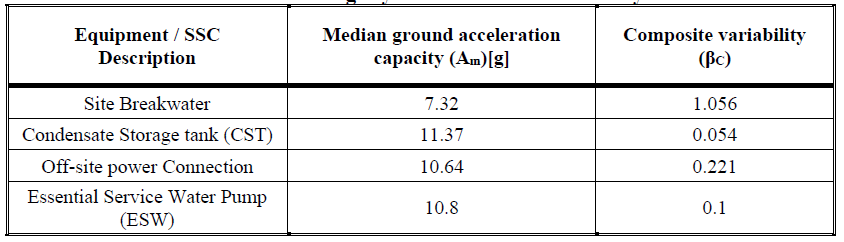 Equipment / SSC Description
Median ground acceleration capacity (Am)[g]
Composite variability (βC)
Site Breakwater 7.32 1.056
Condensate Storage tank (CST) 11.37 0.054
Off-site power Connection 10.64 0.221
Essential Service Water Pump (ESW) 10.8 0.1